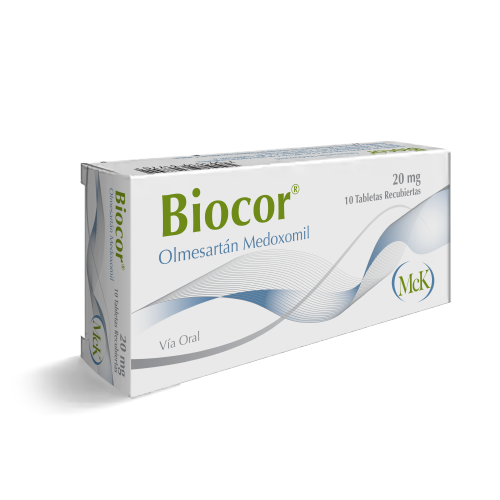 Biocor®
Olmesartán Medoxomil
20 mg
10 Tabletas Recubiertas
McK
Vía Oral
Biocor®
Olmesartán Medoxomil
McK
10 Tabletas Recubiertas
20 mg
Biocor